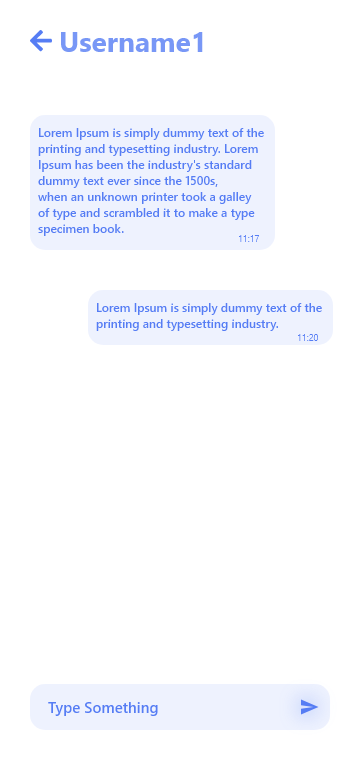 Username1
Lorem Ipsum is simply dummy text of the
printing and typesetting industry. Lorem
Ipsum has been the industry's standard
dummy text ever since the 1500s,
when an unknown printer took a galley
of type and scrambled it to make a type
specimen book.
11:17
Lorem Ipsum is simply dummy text of the
printing and typesetting industry.
11:20
Type Something